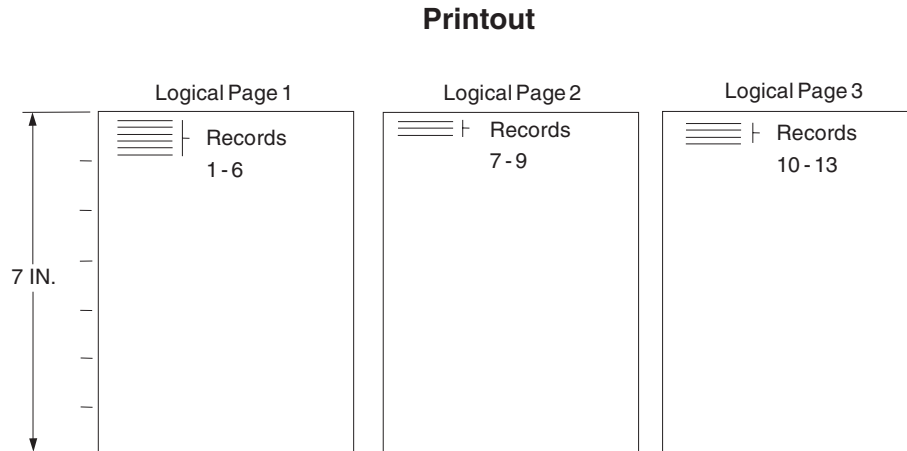 Printout
Logical Page 1
Logical Page 2
Logical Page 3
Records
1 - 6
Records
7 - 9
Records
10 - 13
7 IN.